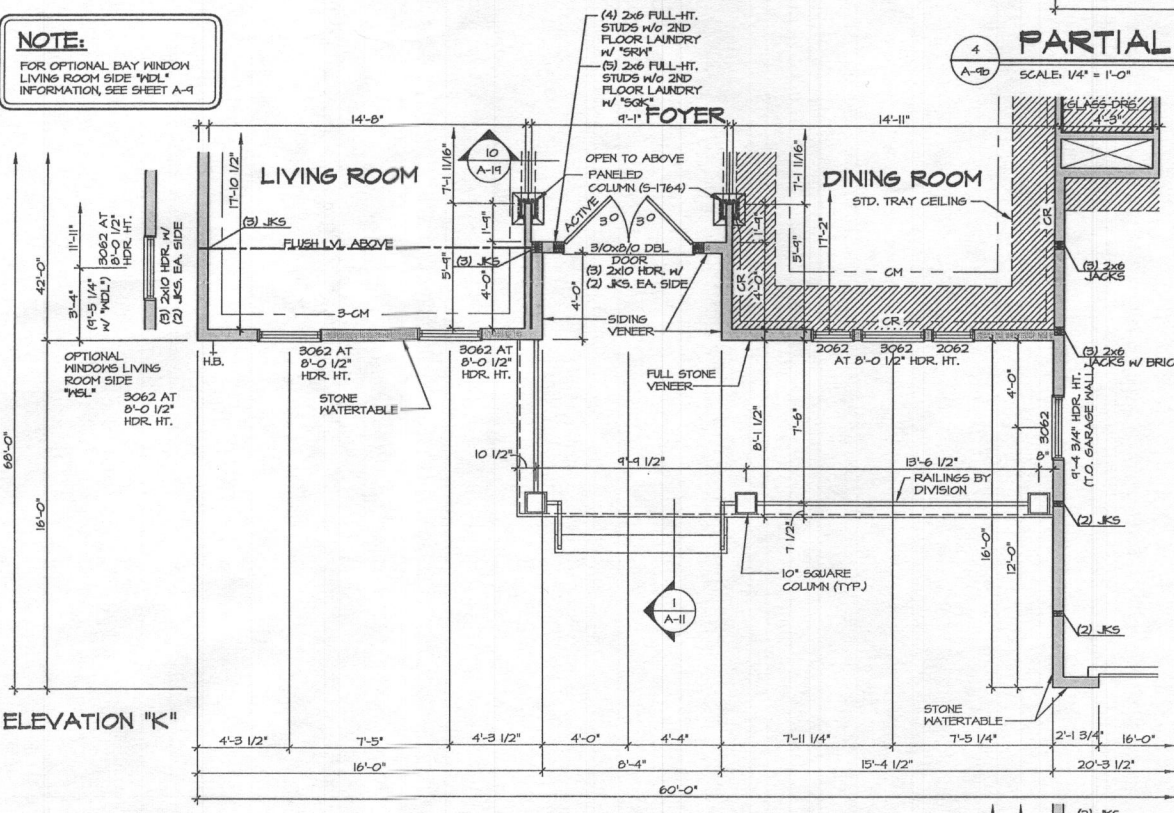 NOTE:
FOR OPTIONAL BAY WINDOW
LIVING ROOM SIDE "WDL"
INFORMATION, SEE SHEET A-9
(4) 2x6 FULL-HT.
STUDS W/O 2ND
FLOOR LAUNDRY
W/ "SRW"
(5) 2x6 FULL-HT.
STUDS W/O 2ND
FLOOR LAUNDRY
W/ "SGK"
4
A-9b
PARTIAL
SCALE: 1/4" = 1'-0"
GLASS DRS.
4'-3"
14'-8"
9'-1"
FOYER
14'-11"
17'-10 1/2"
LIVING ROOM
7'-1 11/16"
10
A-19
OPEN TO ABOVE
PANELED
COLUMN (S-1764)
ACTIVE
3 0
3 0
7'-1 11/16"
DINING ROOM
STD. TRAY CEILING
17'-2"
CR
(3) JKS
FLUSH LVL ABOVE
(3) JKS
1'-9"
5'-9"
4'-0"
3/0x8/0 DBL
DOOR
(3) 2x10 HDR. W/
(2) JKS. EA. SIDE
4'-0"
1'-9"
5'-9"
4'-0"
CR
CM
CR
(3) 2x6
JACKS
42'-0"
11'-11"
3'-4"
(9'-5 1/4"
W/ "WDL")
3062 AT
8'-0 1/2"
HDR. HT.
(3) 2x10 HDR. W/
(2) JKS. EA. SIDE
3-CM
SIDING
VENEER
H.B.
3062 AT
8'-0 1/2"
HDR. HT.
3062 AT
8'-0 1/2"
HDR. HT.
2062
3062
2062
AT 8'-0 1/2" HDR. HT.
(3) 2x6
JACKS W/ BRIC
OPTIONAL
WINDOWS LIVING
ROOM SIDE
"WSL"
3062 AT
8'-0 1/2"
HDR. HT.
STONE
WATERTABLE
FULL STONE
VENEER
8'-1 1/2"
7'-6"
4'-0"
3062
9'-4 3/4" HDR. HT.
(T.O. GARAGE WALL)
68'-0"
16'-0"
10 1/2"
9'-9 1/2"
13'-6 1/2"
8"
RAILINGS BY
DIVISION
7 1/2"
(2) JKS
16'-0"
12'-0"
10" SQUARE
COLUMN (TYP.)
1
A-11
(2) JKS
STONE
WATERTABLE
ELEVATION "K"
4'-3 1/2"
7'-5"
4'-3 1/2"
4'-0"
4'-4"
7'-11 1/4"
7'-5 1/4"
2'-1 3/4"
16'-0"
16'-0"
8'-4"
15'-4 1/2"
20'-3 1/2"
60'-0"